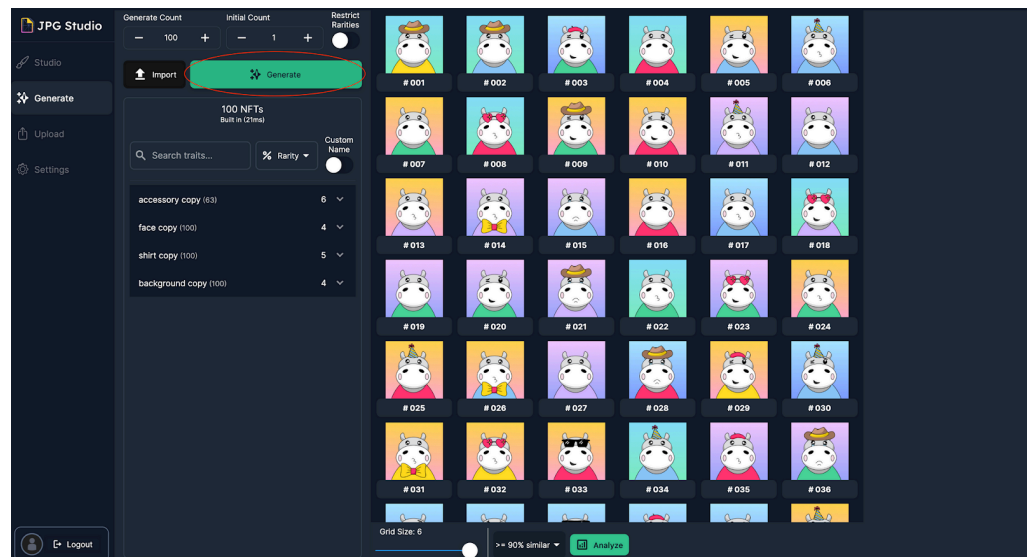 JPG Studio
Studio
Generate
Upload
Settings
Logout
Generate Count
Initial Count
Restrict
Rarities
− 100 +
− 1 +
Import
Generate
100 NFTs
Built in (21ms)
Search traits...
% Rarity
Custom
Name
accessory copy (63) 6
face copy (100) 4
shirt copy (100) 5
background copy (100) 4
# 001 # 002 # 003 # 004 # 005 # 006
# 007 # 008 # 009 # 010 # 011 # 012
# 013 # 014 # 015 # 016 # 017 # 018
# 019 # 020 # 021 # 022 # 023 # 024
# 025 # 026 # 027 # 028 # 029 # 030
# 031 # 032 # 033 # 034 # 035 # 036
Grid Size: 6
>= 90% similar
Analyze